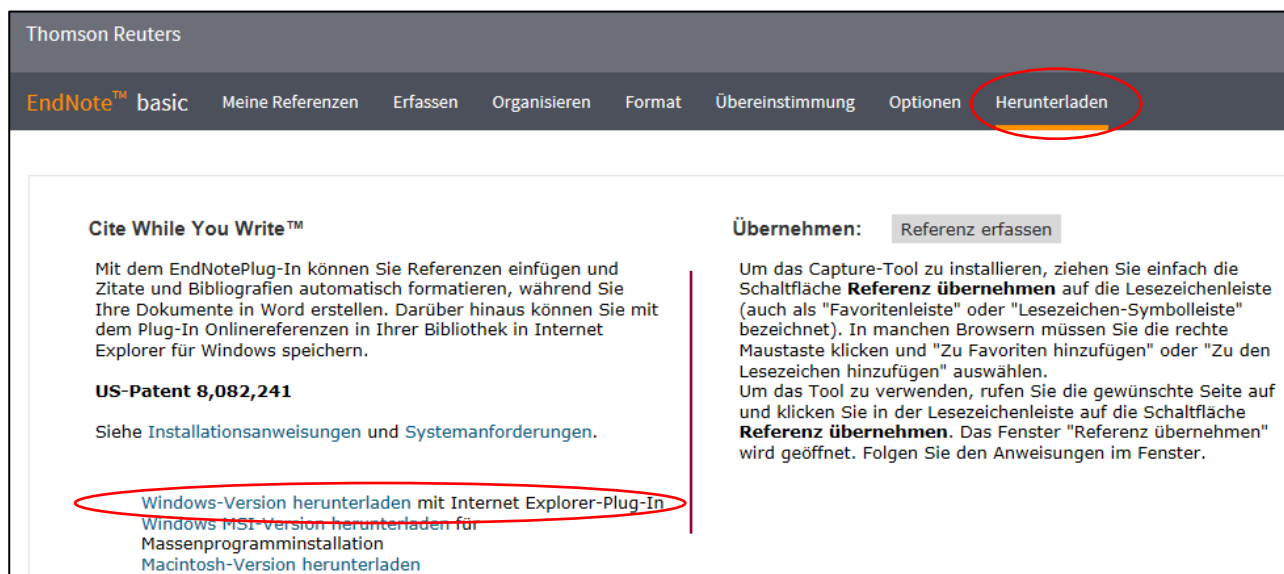 Thomson Reuters
EndNote™ basic Meine Referenzen Erfassen Organisieren Format Übereinstimmung Optionen Herunterladen
Cite While You Write™
Mit dem EndNotePlug-In können Sie Referenzen einfügen und
Zitate und Bibliografien automatisch formatieren, während Sie
Ihre Dokumente in Word erstellen. Darüber hinaus können Sie mit
dem Plug-In Onlinereferenzen in Ihrer Bibliothek in Internet
Explorer für Windows speichern.
US-Patent 8,082,241
Siehe Installationsanweisungen und Systemanforderungen.
Windows-Version herunterladen mit Internet Explorer-Plug-In
Windows MSI-Version herunterladen für
Massenprogramminstallation
Macintosh-Version herunterladen
Übernehmen: Referenz erfassen
Um das Capture-Tool zu installieren, ziehen Sie einfach die
Schaltfläche Referenz übernehmen auf die Lesezeichenleiste
(auch als "Favoritenleiste" oder "Lesezeichen-Symbolleiste"
bezeichnet). In manchen Browsern müssen Sie die rechte
Maustaste klicken und "Zu Favoriten hinzufügen" oder "Zu den
Lesezeichen hinzufügen" auswählen.
Um das Tool zu verwenden, rufen Sie die gewünschte Seite auf
und klicken Sie in der Lesezeichenleiste auf die Schaltfläche
Referenz übernehmen. Das Fenster "Referenz übernehmen"
wird geöffnet. Folgen Sie den Anweisungen im Fenster.